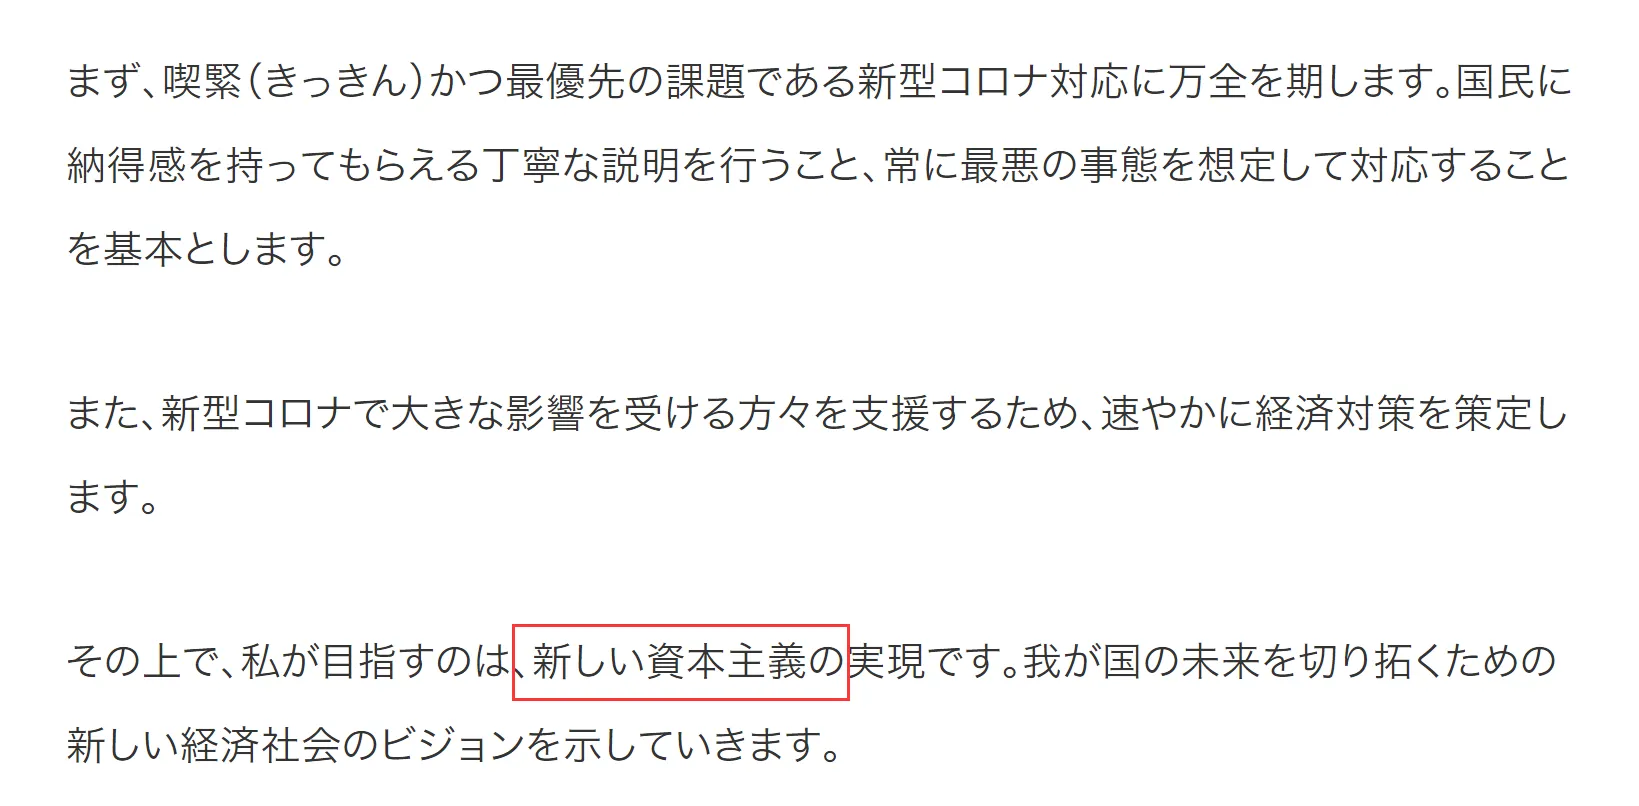 まず、喫緊（きっきん）かつ最優先の課題である新型コロナ対応に万全を期します。国民に
納得感を持ってもらえる丁寧な説明を行うこと、常に最悪の事態を想定して対応すること
を基本とします。
また、新型コロナで大きな影響を受ける方々を支援するため、速やかに経済対策を策定し
ます。
その上で、私が目指すのは、新しい資本主義の実現です。我が国の未来を切り拓くための
新しい経済社会のビジョンを示していきます。